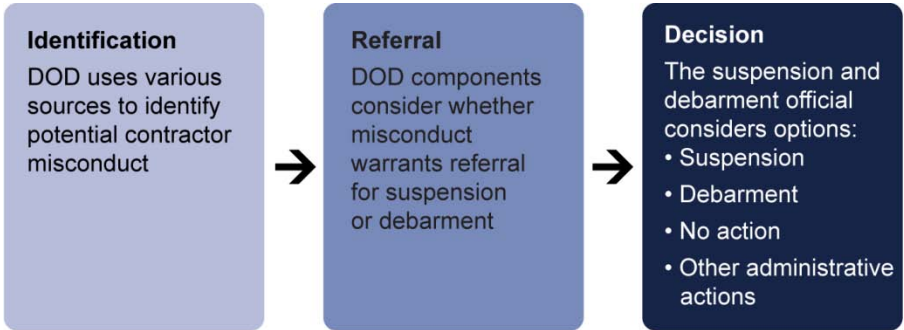 Identification
DOD uses various
sources to identify
potential contractor
misconduct
Referral
DOD components
consider whether
misconduct
warrants referral
for suspension
or debarment
Decision
The suspension and
debarment official
considers options:
• Suspension
• Debarment
• No action
• Other administrative
actions